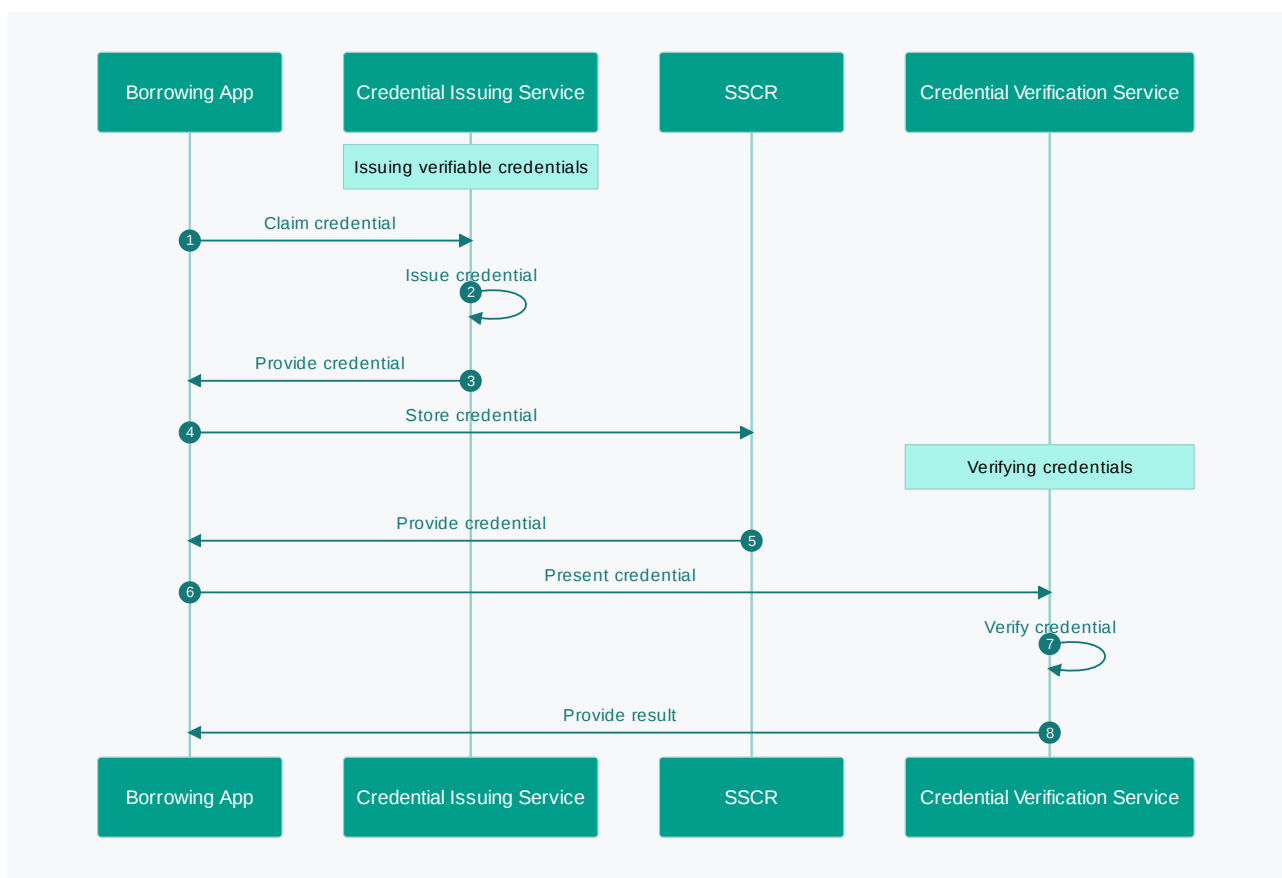 Borrowing App
Credential Issuing Service
SSCR
Credential Verification Service
Issuing verifiable credentials
Claim credential
1
Issue credential
2
Provide credential
3
Store credential
4
Verifying credentials
Provide credential
5
Present credential
6
Verify credential
7
Provide result
8
Borrowing App
Credential Issuing Service
SSCR
Credential Verification Service